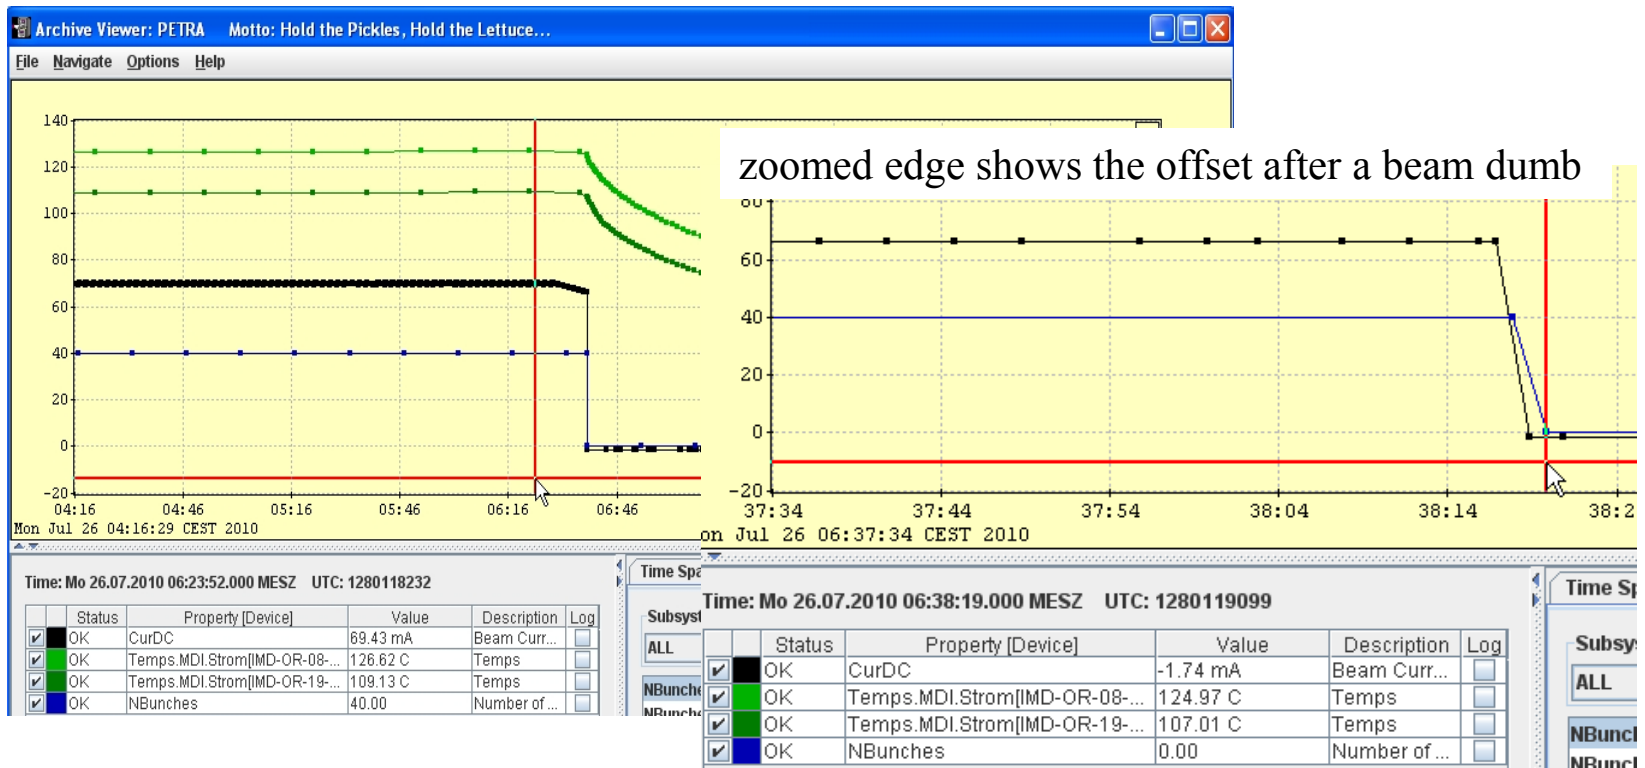 Archive Viewer: PETRA Motto: Hold the Pickles, Hold the Lettuce...
File Navigate Options Help
140
120
100
80
60
40
20
0
-20
04:16 04:46 05:16 05:46 06:16 06:46
Mon Jul 26 04:16:29 CEST 2010
Time: Mo 26.07.2010 06:23:52.000 MESZ UTC: 1280118232
Status Property [Device] Value Description Log
OK CurDC 69.43 mA Beam Curr...
OK Temps.MDI.Strom[IMD-OR-08-... 126.62 C Temps
OK Temps.MDI.Strom[IMD-OR-19-... 109.13 C Temps
OK NBunches 40.00 Number of ...
Time Spa
Subsyst
ALL
NBunche
NBunche
zoomed edge shows the offset after a beam dumb
80
60
40
20
0
-20
37:34 37:44 37:54 38:04 38:14 38:2
on Jul 26 06:37:34 CEST 2010
Time: Mo 26.07.2010 06:38:19.000 MESZ UTC: 1280119099
Status Property [Device] Value Description Log
OK CurDC -1.74 mA Beam Curr...
OK Temps.MDI.Strom[IMD-OR-08-... 124.97 C Temps
OK Temps.MDI.Strom[IMD-OR-19-... 107.01 C Temps
OK NBunches 0.00 Number of ...
Time Sp
Subsys
ALL
NBuncl
NBuncl